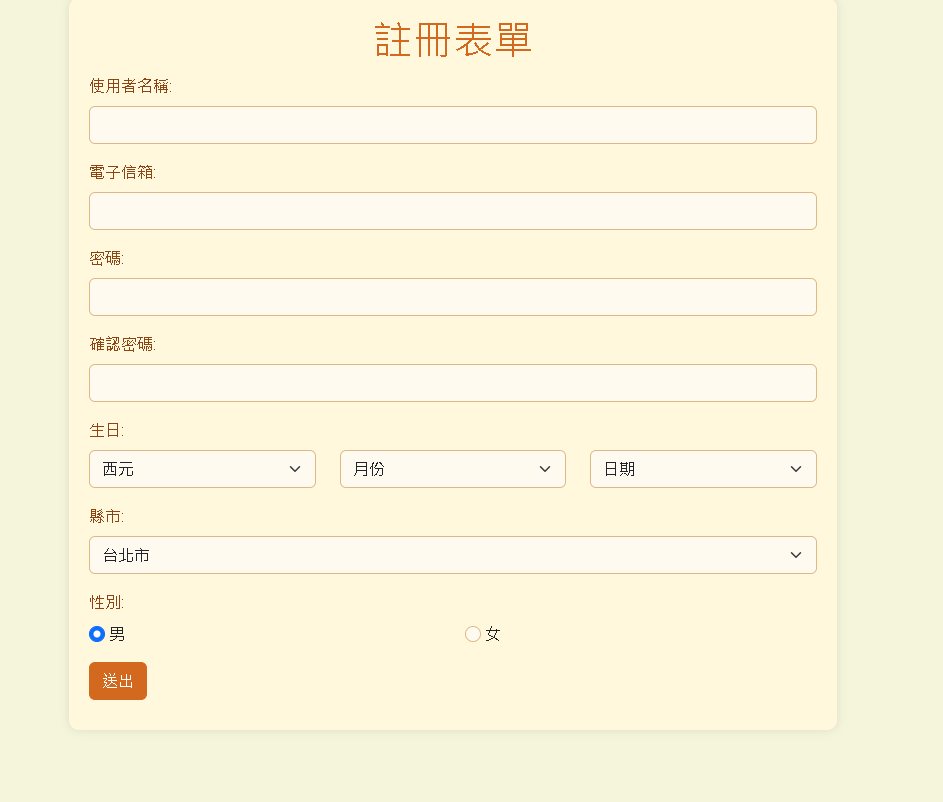 註冊表單
使用者名稱:
電子信箱:
密碼:
確認密碼:
生日:
西元 月份 日期
縣市:
台北市
性別:
男 女
送出